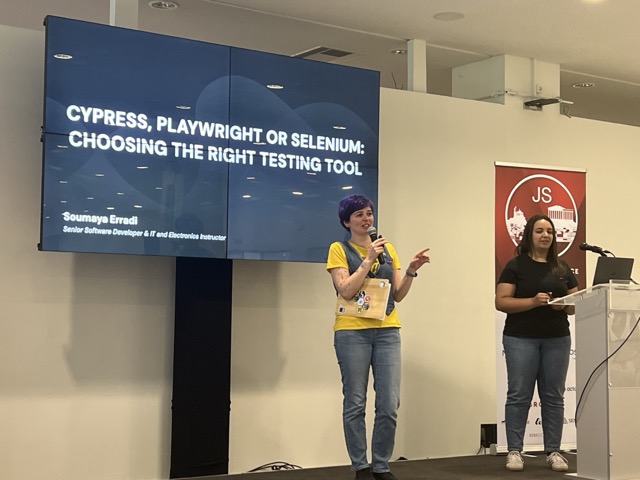 CYPRESS, PLAYWRIGHT OR SELENIUM:
CHOOSING THE RIGHT TESTING TOOL
Soumaya Erradi
Senior Software Developer & IT and Electronics Instructor
JS